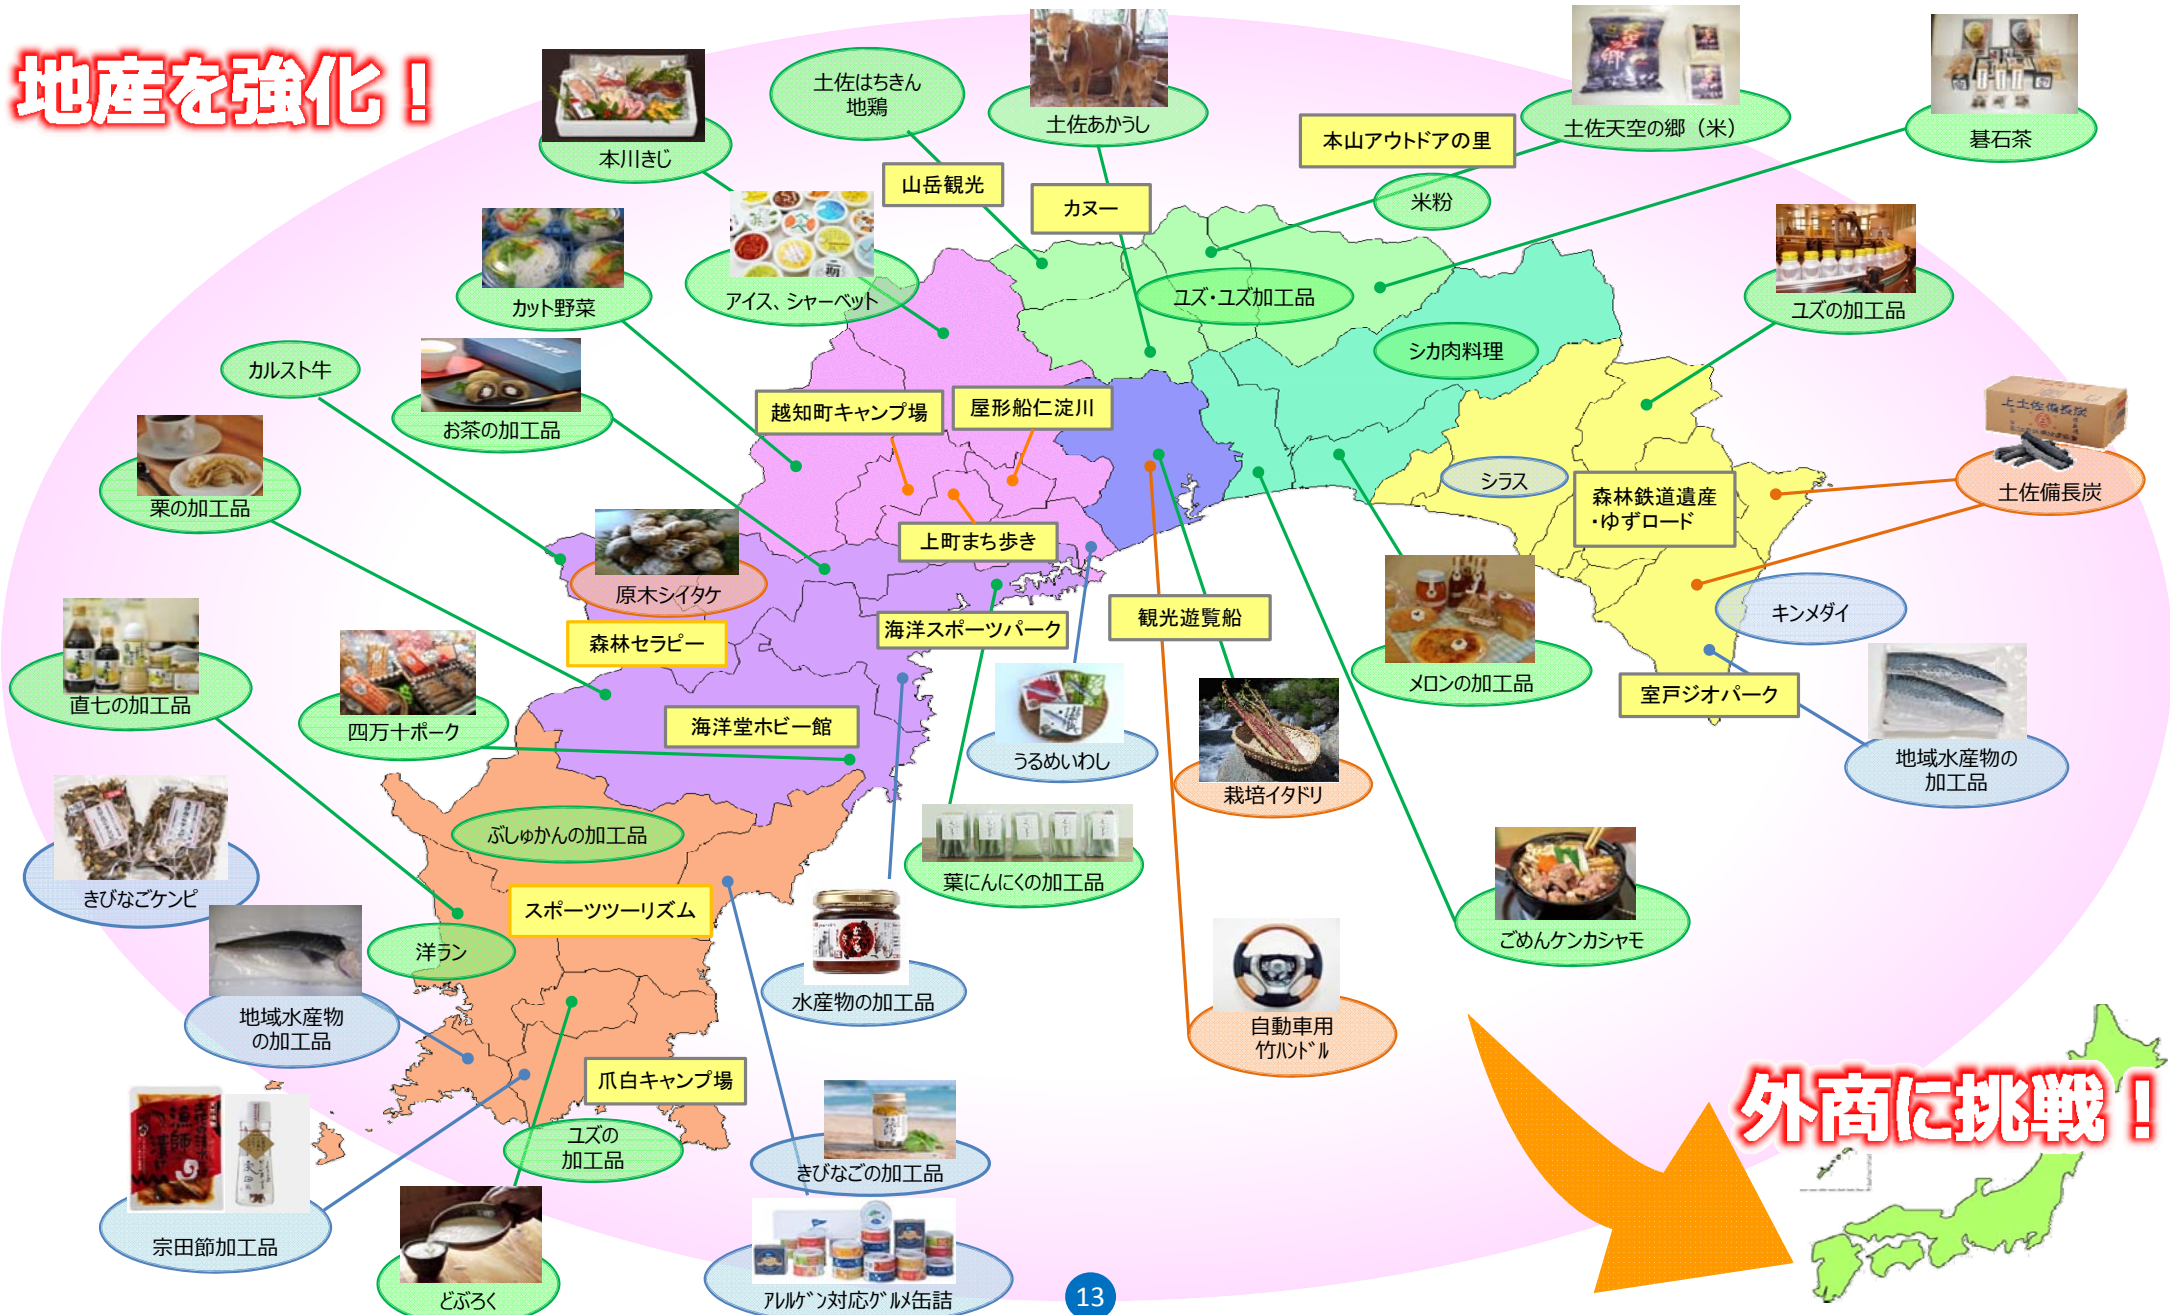 地産を強化！
本川きじ
土佐はちきん
地鶏
土佐あかうし
土佐天空の郷（米）
碁石茶
本山アウトドアの里
山岳観光
カヌー
米粉
カット野菜
アイス、シャーベット
ユズ・ユズ加工品
ユズの加工品
カルスト牛
お茶の加工品
シカ肉料理
越知町キャンプ場
屋形船仁淀川
上土佐備長炭
栗の加工品
シラス
森林鉄道遺産
・ゆずロード
土佐備長炭
上町まち歩き
原木シイタケ
森林セラピー
海洋スポーツパーク
観光遊覧船
キンメダイ
直七の加工品
四万十ポーク
海洋堂ホビー館
メロンの加工品
室戸ジオパーク
うるめいわし
栽培イタドリ
地域水産物の
加工品
ぶしゅかんの加工品
きびなごケンピ
葉にんにくの加工品
スポーツツーリズム
洋ラン
ごめんケンカシャモ
水産物の加工品
地域水産物
の加工品
自動車用
竹ﾊﾝﾄﾞﾙ
爪白キャンプ場
外商に挑戦！
漁師漬け
ユズの
加工品
きびなごの加工品
宗田節加工品
どぶろく
ｱﾚﾙｹﾞﾝ対応ｸﾞﾙﾒ缶詰
13